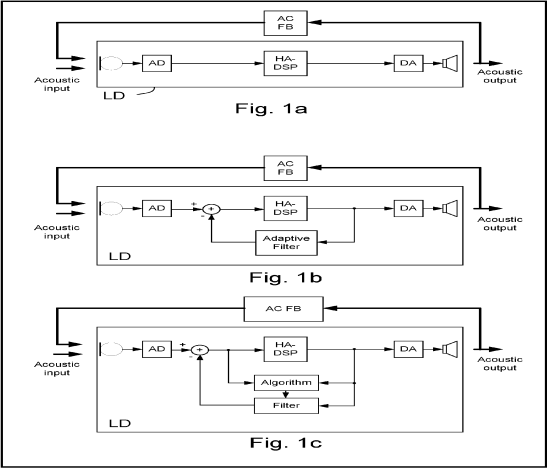 AC
FB
AD
HA-
DSP
DA
Acoustic
input
Acoustic
output
LD
Fig. 1a
AC
FB
AD
+
-
+
HA-
DSP
DA
Acoustic
input
Acoustic
output
Adaptive
Filter
LD
Fig. 1b
AC FB
AD
+
-
+
HA-
DSP
DA
Acoustic
input
Acoustic
output
Algorithm
Filter
LD
Fig. 1c